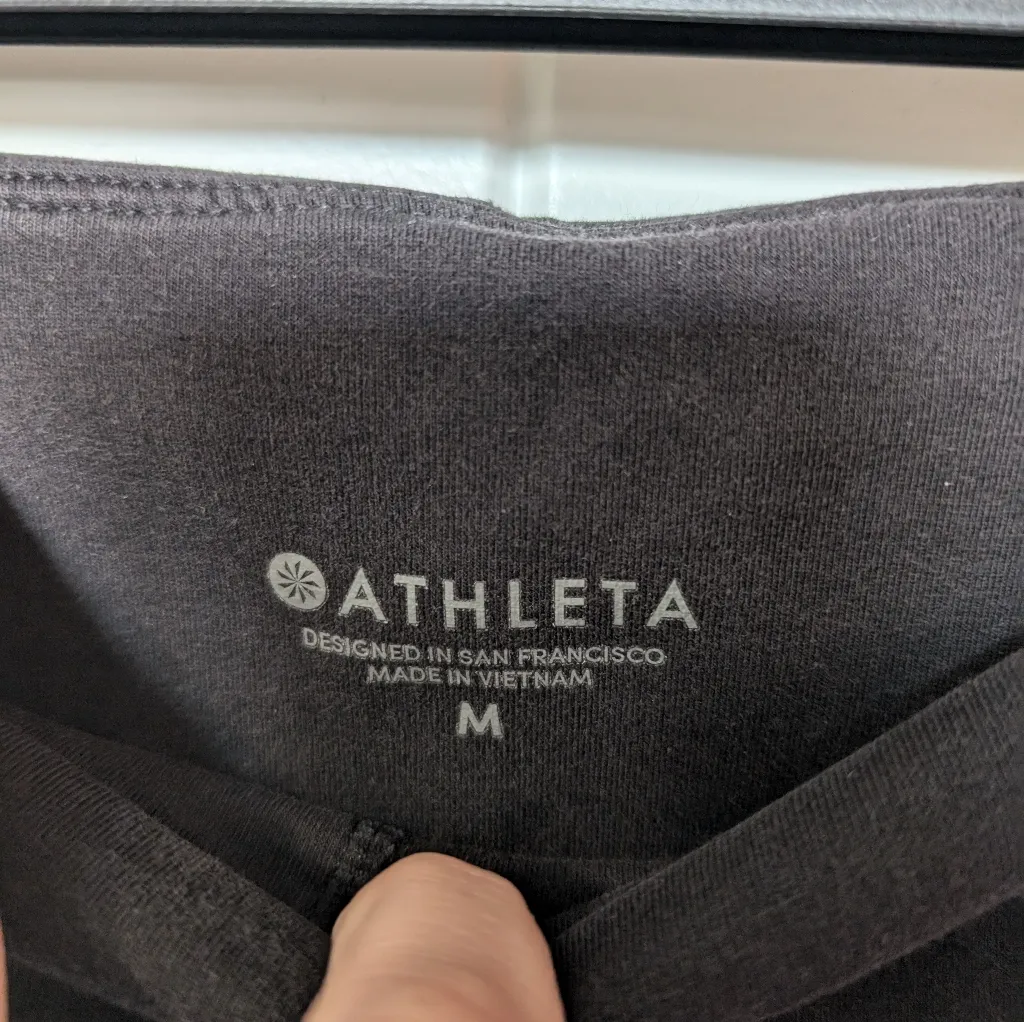 ATHLETA
DESIGNED IN SAN FRANCISCO
MADE IN VIETNAM
M